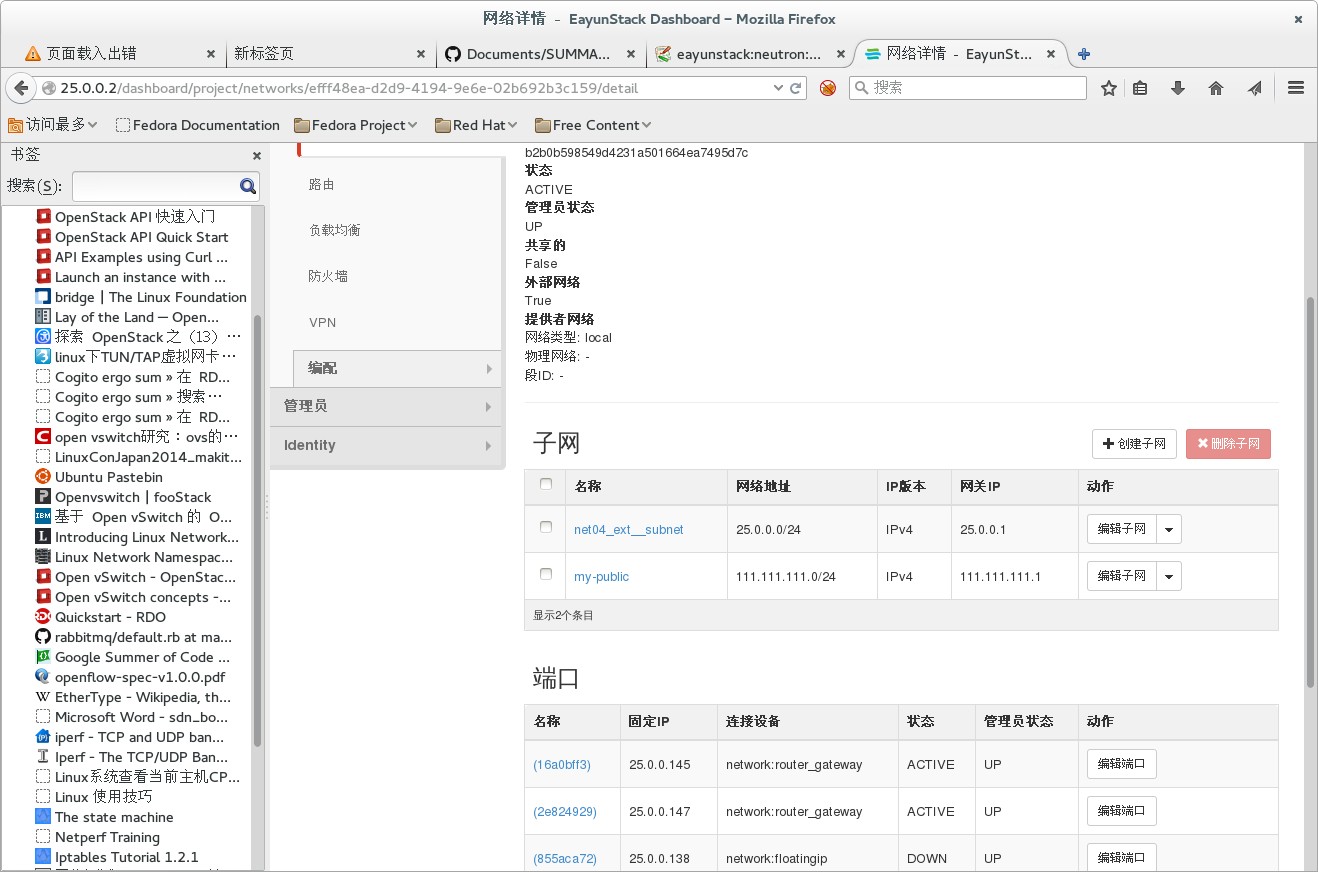 网络详情 - EayunStack Dashboard - Mozilla Firefox
页面载入出错
新标签页
Documents/SUMMA...
eayunstack:neutron:...
网络详情 - EayunSt...
25.0.0.2/dashboard/project/networks/efff48ea-d2d9-4194-9e6e-02b692b3c159/detail
搜索
访问最多
Fedora Documentation
Fedora Project
Red Hat
Free Content
书签
搜索(S):
OpenStack API 快速入门
OpenStack API Quick Start
API Examples using Curl ...
Launch an instance with ...
bridge | The Linux Foundation
Lay of the Land — Open...
探索 OpenStack 之（13）...
linux下TUN/TAP虚拟网卡...
Cogito ergo sum » 在 RD...
Cogito ergo sum » 搜索...
Cogito ergo sum » 在 RD...
open vswitch研究：ovs的...
LinuxConJapan2014_makit...
Ubuntu Pastebin
Openvswitch | fooStack
基于 Open vSwitch 的 O...
Introducing Linux Network...
Linux Network Namespac...
Open vSwitch - OpenStac...
Open vSwitch concepts -...
Quickstart - RDO
rabbitmq/default.rb at ma...
Google Summer of Code ...
openflow-spec-v1.0.0.pdf
EtherType - Wikipedia, th...
Microsoft Word - sdn_bo...
iperf - TCP and UDP ban...
Iperf - The TCP/UDP Ban...
Linux系统查看当前主机CP...
Linux 使用技巧
The state machine
Netperf Training
Iptables Tutorial 1.2.1
路由
负载均衡
防火墙
VPN
编配
管理员
Identity
b2b0b598549d4231a501664ea7495d7c
状态
ACTIVE
管理员状态
UP
共享的
False
外部网络
True
提供者网络
网络类型: local
物理网络: -
段ID: -
子网
创建子网
删除子网
名称 网络地址 IP版本 网关IP 动作
net04_ext__subnet 25.0.0.0/24 IPv4 25.0.0.1 编辑子网
my-public 111.111.111.0/24 IPv4 111.111.111.1 编辑子网
显示2个条目
端口
名称 固定IP 连接设备 状态 管理员状态 动作
(16a0bff3) 25.0.0.145 network:router_gateway ACTIVE UP 编辑端口
(2e824929) 25.0.0.147 network:router_gateway ACTIVE UP 编辑端口
(855aca72) 25.0.0.138 network:floatingip DOWN UP 编辑端口